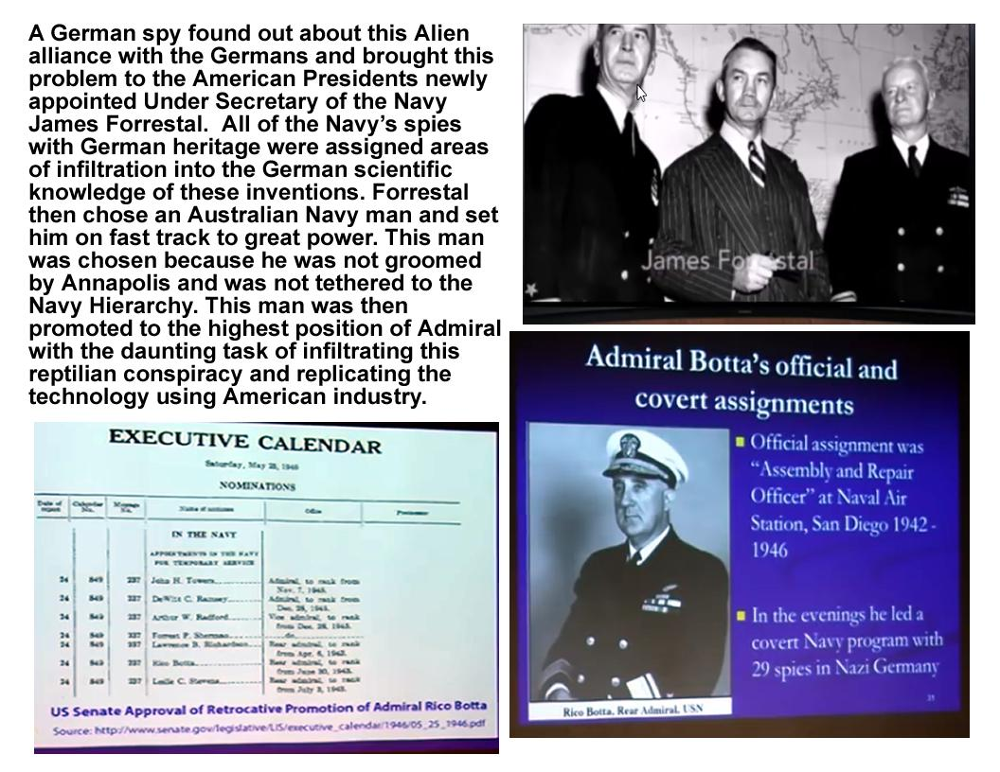 A German spy found out about this Alien
alliance with the Germans and brought this
problem to the American Presidents newly
appointed Under Secretary of the Navy
James Forrestal.  All of the Navy’s spies
with German heritage were assigned areas
of infiltration into the German scientific
knowledge of these inventions. Forrestal
then chose an Australian Navy man and set
him on fast track to great power. This man
was chosen because he was not groomed
by Annapolis and was not tethered to the
Navy Hierarchy. This man was then
promoted to the highest position of Admiral
with the daunting task of infiltrating this
reptilian conspiracy and replicating the
technology using American industry.
James Forrestal
Admiral Botta’s official and
covert assignments
Official assignment was
“Assembly and Repair
Officer” at Naval Air
Station, San Diego 1942 -
1946
In the evenings he led a
covert Navy program with
29 spies in Nazi Germany
Rico Botta, Rear Admiral, USN
EXECUTIVE CALENDAR
Saturday, May 25, 1946
NOMINATIONS
Date of report Calendar No. Message No. Name of nominee Office
IN THE NAVY
APPOINTMENTS IN THE NAVY
FOR TEMPORARY SERVICE
24 849 237 John H. Towers Admiral, to rank from
Nov. 7, 1945.
24 849 237 DeWitt C. Ramsey Admiral, to rank from
Dec. 28, 1945.
24 849 237 Arthur W. Radford Vice admiral, to rank
from Dec. 28, 1945.
24 849 237 Forrest P. Sherman do
24 849 237 Lawrence B. Richardson Rear admiral, to rank
from Apr. 6, 1943.
24 849 237 Rico Botta Rear admiral, to rank
from June 30, 1943.
24 849 237 Leslie C. Stevens Rear admiral, to rank
from July 3, 1943.
US Senate Approval of Retrocative Promotion of Admiral Rico Botta
Source: http://www.senate.gov/legislative/LIS/executive_calendar/1946/05_25_1946.pdf